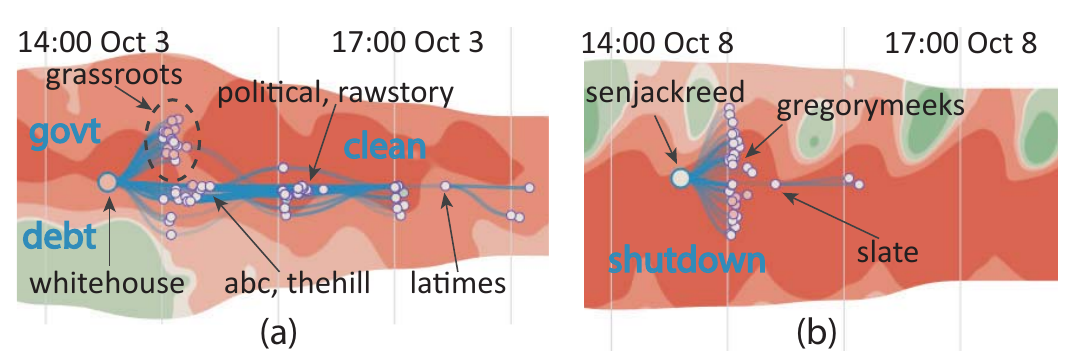 14:00 Oct 3
17:00 Oct 3
grassroots
political, rawstory
govt
clean
debt
whitehouse
abc, thehill
latimes
(a)
14:00 Oct 8
17:00 Oct 8
senjackreed
gregorymeeks
shutdown
slate
(b)